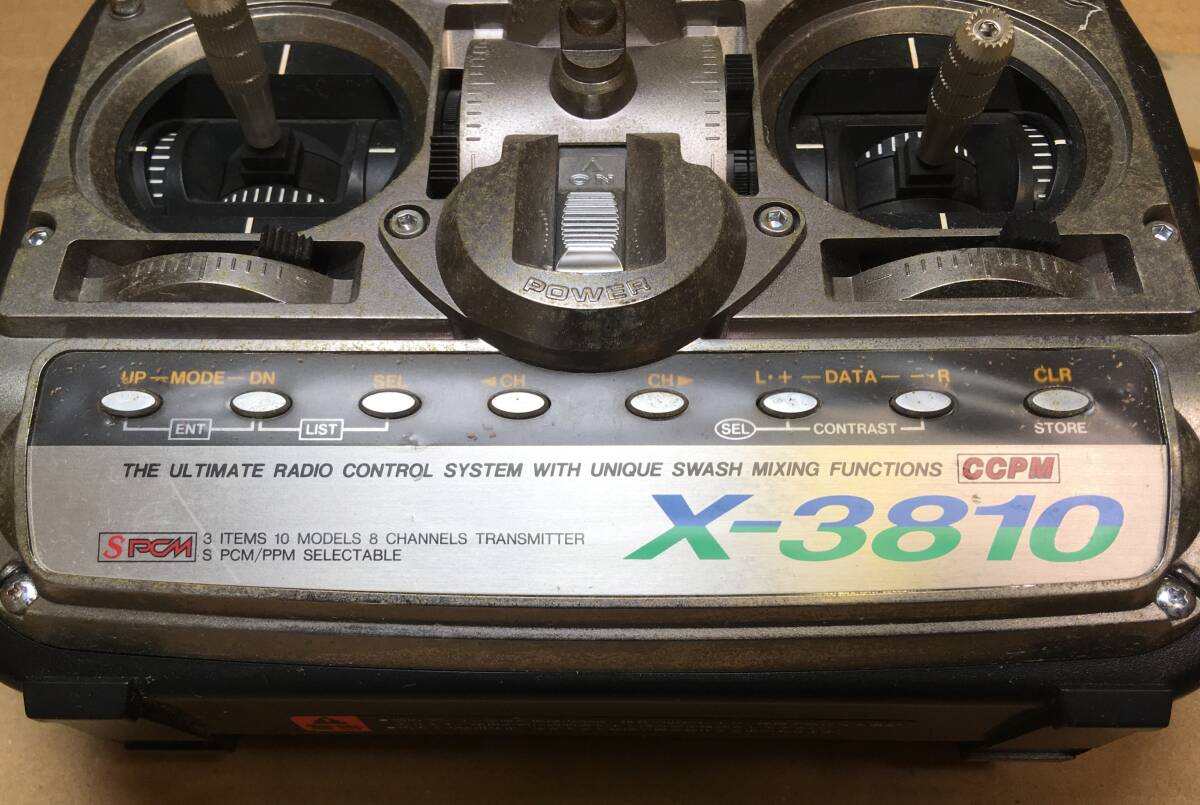 ON
POWER
UP — MODE — DN SEL ◄CH CH► L·+ — DATA — –·R CLR
ENT LIST SEL CONTRAST STORE
THE ULTIMATE RADIO CONTROL SYSTEM WITH UNIQUE SWASH MIXING FUNCTIONS CCPM
X-3810
S PCM 3 ITEMS 10 MODELS 8 CHANNELS TRANSMITTER
S PCM/PPM SELECTABLE